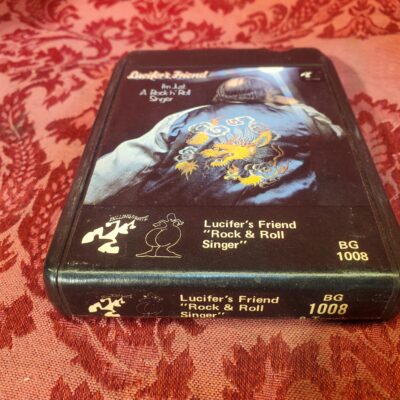 Lucifer's Friend
I'm Just
A Rock 'n' Roll
Singer
BILLINGSGATE
Lucifer's Friend
"Rock & Roll
Singer"
BG
1008
Lucifer's Friend
"Rock & Roll
Singer"
BG
1008